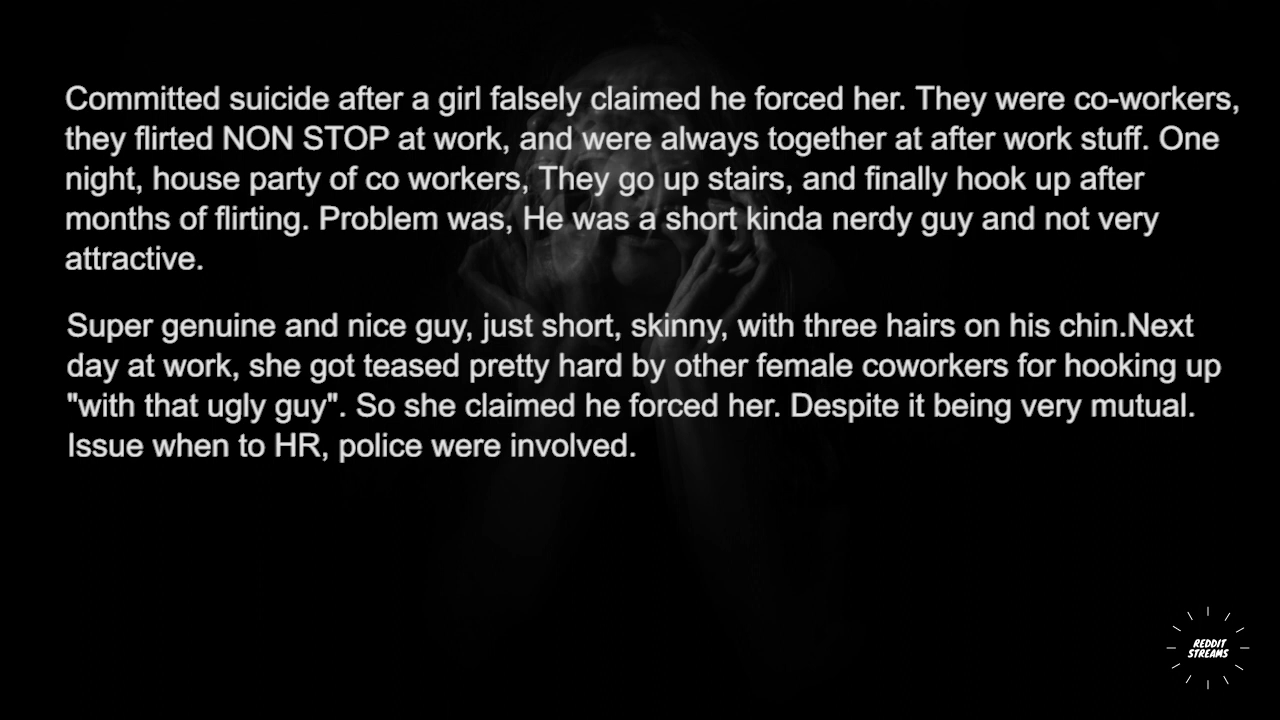 Committed suicide after a girl falsely claimed he forced her. They were co-workers,
they flirted NON STOP at work, and were always together at after work stuff. One
night, house party of co workers, They go up stairs, and finally hook up after
months of flirting. Problem was, He was a short kinda nerdy guy and not very
attractive.
Super genuine and nice guy, just short, skinny, with three hairs on his chin.Next
day at work, she got teased pretty hard by other female coworkers for hooking up
"with that ugly guy". So she claimed he forced her. Despite it being very mutual.
Issue when to HR, police were involved.
REDDIT
STREAMS